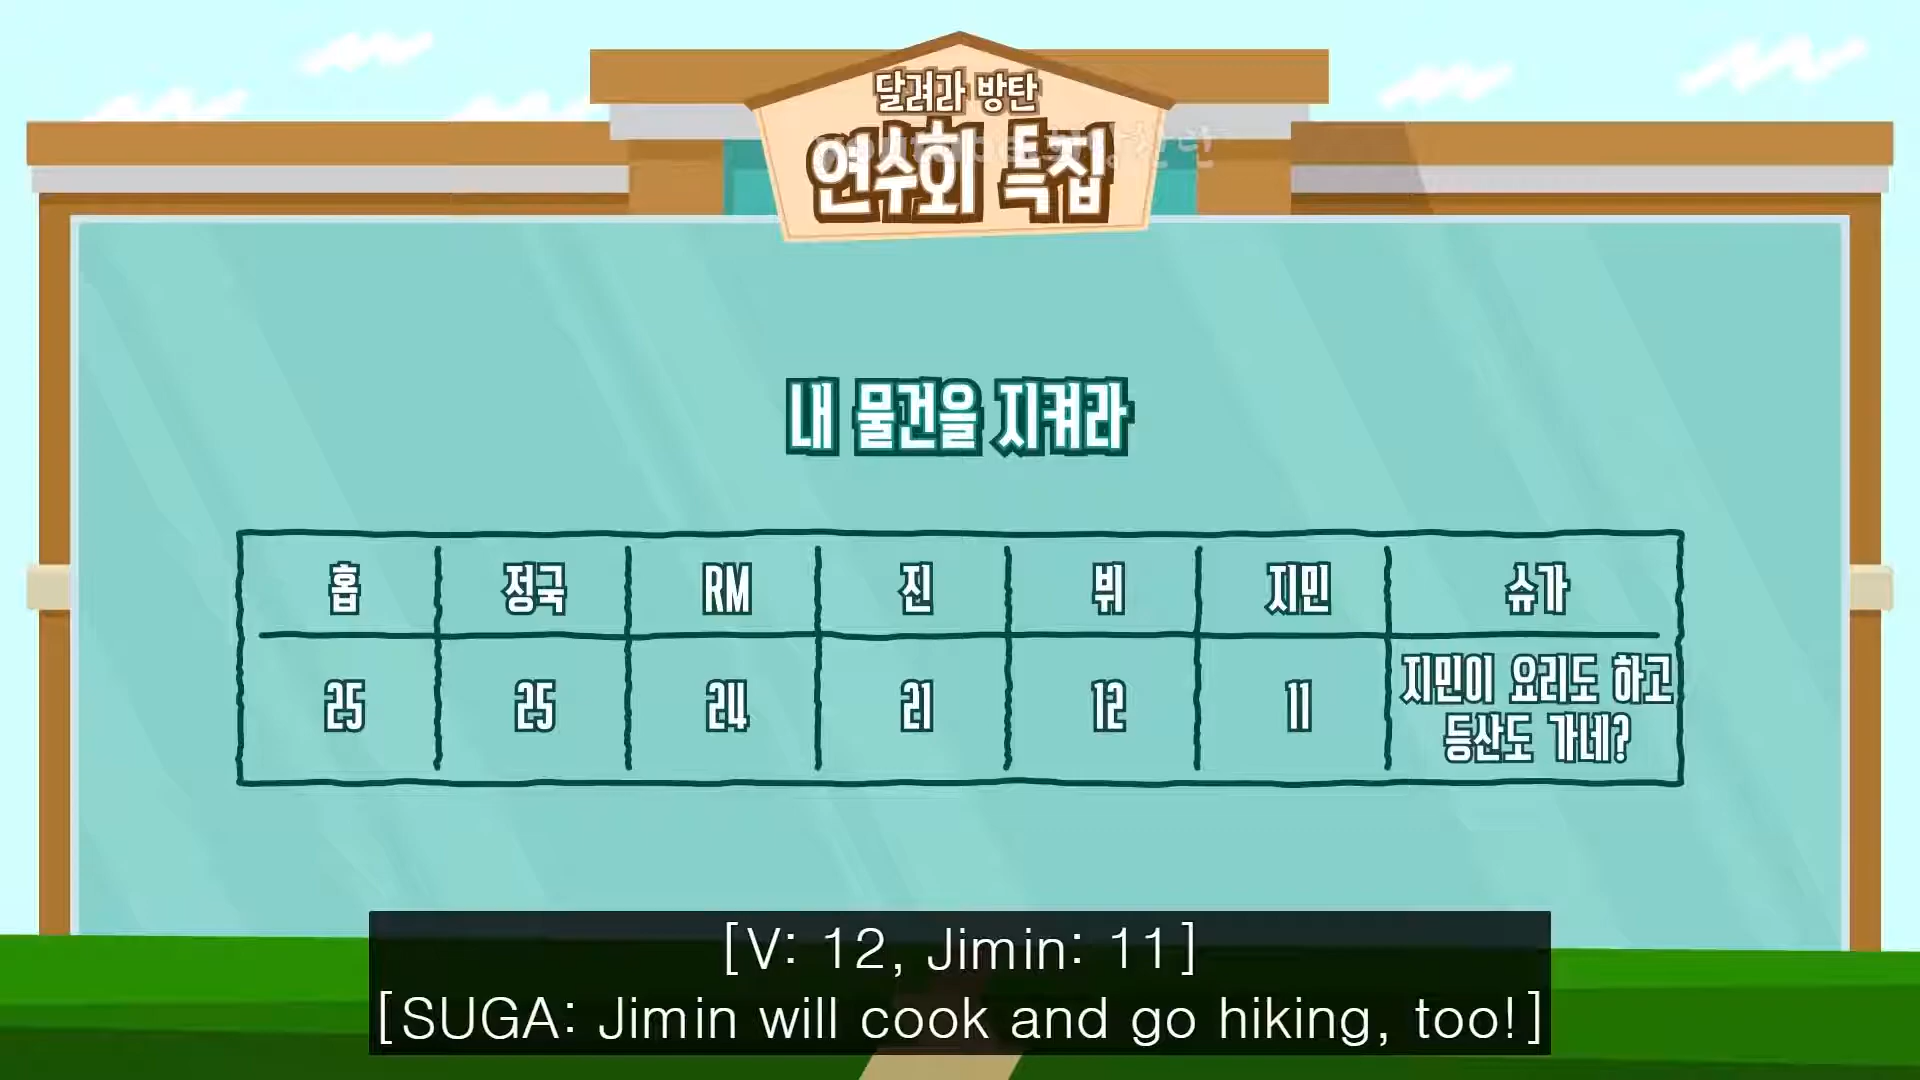 달려라 방탄
연수회 특집
내 물건을 지켜라
홉 정국 RM 진 뷔 지민 슈가
25 25 24 21 12 11 지민이 요리도 하고
등산도 가네?
[V: 12, Jimin: 11]
[SUGA: Jimin will cook and go hiking, too!]